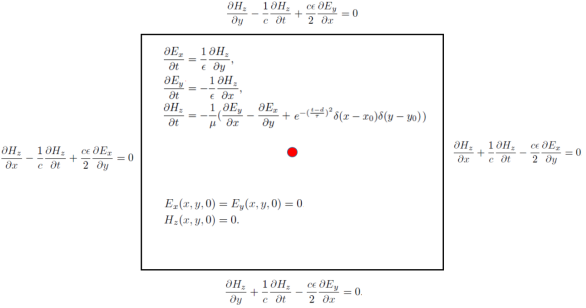 ∂H_z/∂y − 1/c ∂H_z/∂t + cϵ/2 ∂E_y/∂x = 0
∂E_x/∂t = 1/ϵ ∂H_z/∂y,
∂E_y/∂t = −1/ϵ ∂H_z/∂x,
∂H_z/∂t = −1/μ(∂E_y/∂x − ∂E_x/∂y + e^{−((t−d)/τ)^2} δ(x − x_0)δ(y − y_0))
∂H_z/∂x − 1/c ∂H_z/∂t + cϵ/2 ∂E_x/∂y = 0
∂H_z/∂x + 1/c ∂H_z/∂t − cϵ/2 ∂E_x/∂y = 0
E_x(x, y, 0) = E_y(x, y, 0) = 0
H_z(x, y, 0) = 0.
∂H_z/∂y + 1/c ∂H_z/∂t − cϵ/2 ∂E_y/∂x = 0.